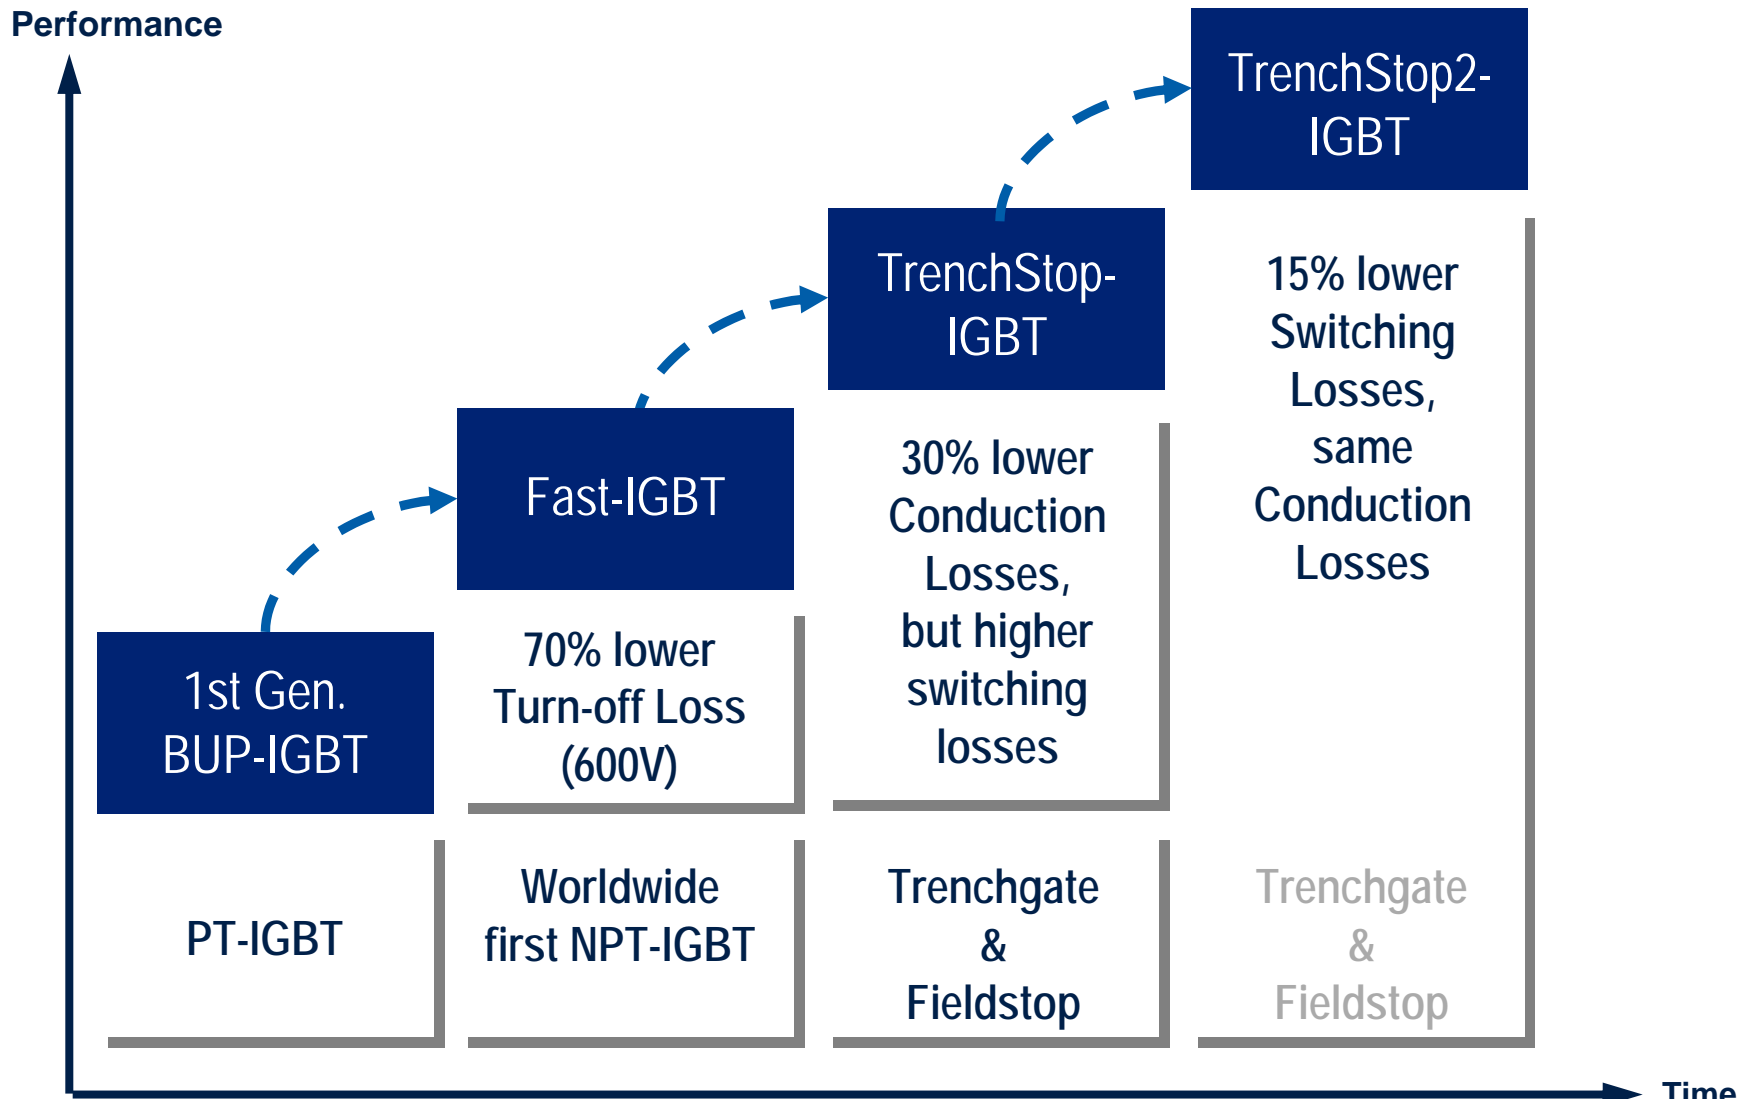 Performance
TrenchStop2-
IGBT
TrenchStop-
IGBT
15% lower
Switching
Losses,
same
Conduction
Losses
Fast-IGBT
30% lower
Conduction
Losses,
but higher
switching
losses
1st Gen.
BUP-IGBT
70% lower
Turn-off Loss
(600V)
PT-IGBT
Worldwide
first NPT-IGBT
Trenchgate
&
Fieldstop
Trenchgate
&
Fieldstop
Time